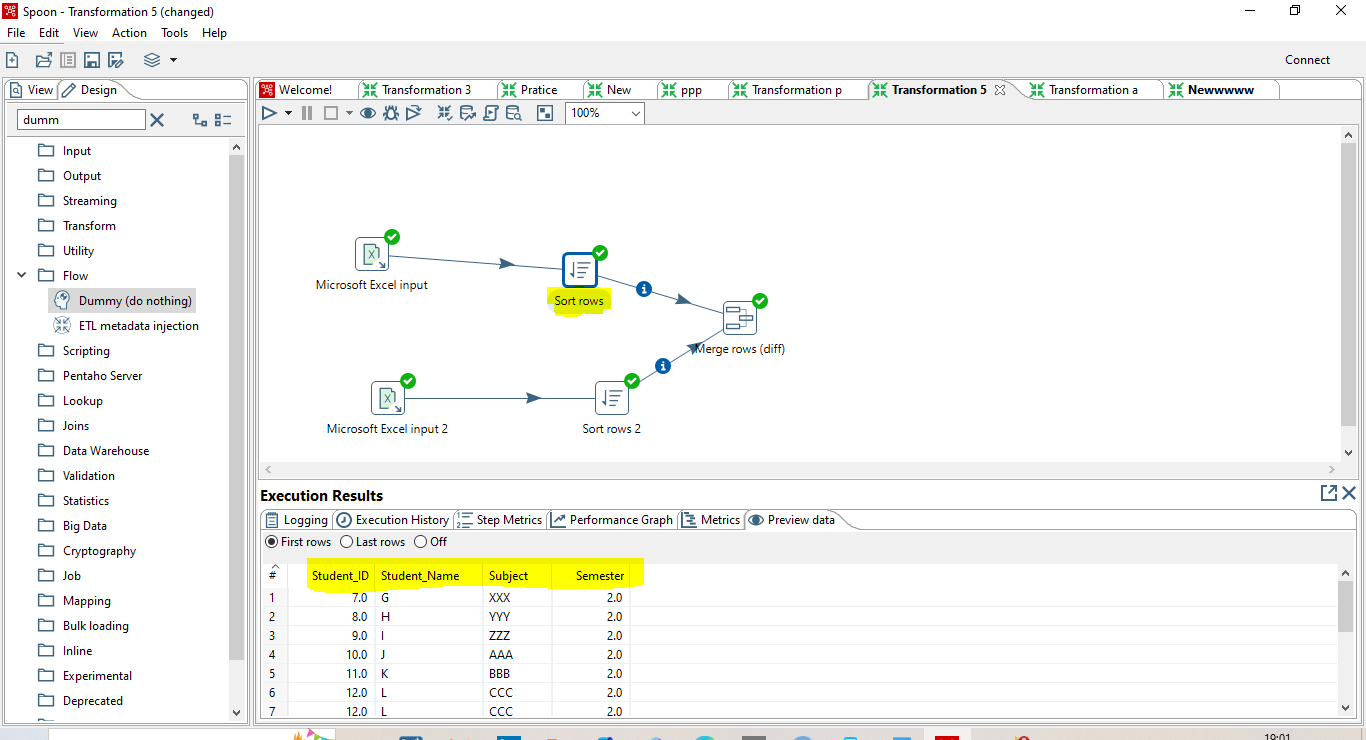 Spoon - Transformation 5 (changed)
File Edit View Action Tools Help
Connect
View Design
Welcome! Transformation 3 Pratice New ppp Transformation p Transformation 5 Transformation a Newwwww
dumm
100%
Input
Output
Streaming
Transform
Utility
Flow
Dummy (do nothing)
ETL metadata injection
Scripting
Pentaho Server
Lookup
Joins
Data Warehouse
Validation
Statistics
Big Data
Cryptography
Job
Mapping
Bulk loading
Inline
Experimental
Deprecated
Microsoft Excel input
Sort rows
Merge rows (diff)
Microsoft Excel input 2
Sort rows 2
Execution Results
Logging Execution History Step Metrics Performance Graph Metrics Preview data
First rows Last rows Off
# Student_ID Student_Name Subject Semester
1 7.0 G XXX 2.0
2 8.0 H YYY 2.0
3 9.0 I ZZZ 2.0
4 10.0 J AAA 2.0
5 11.0 K BBB 2.0
6 12.0 L CCC 2.0
7 12.0 L CCC 2.0
19:01